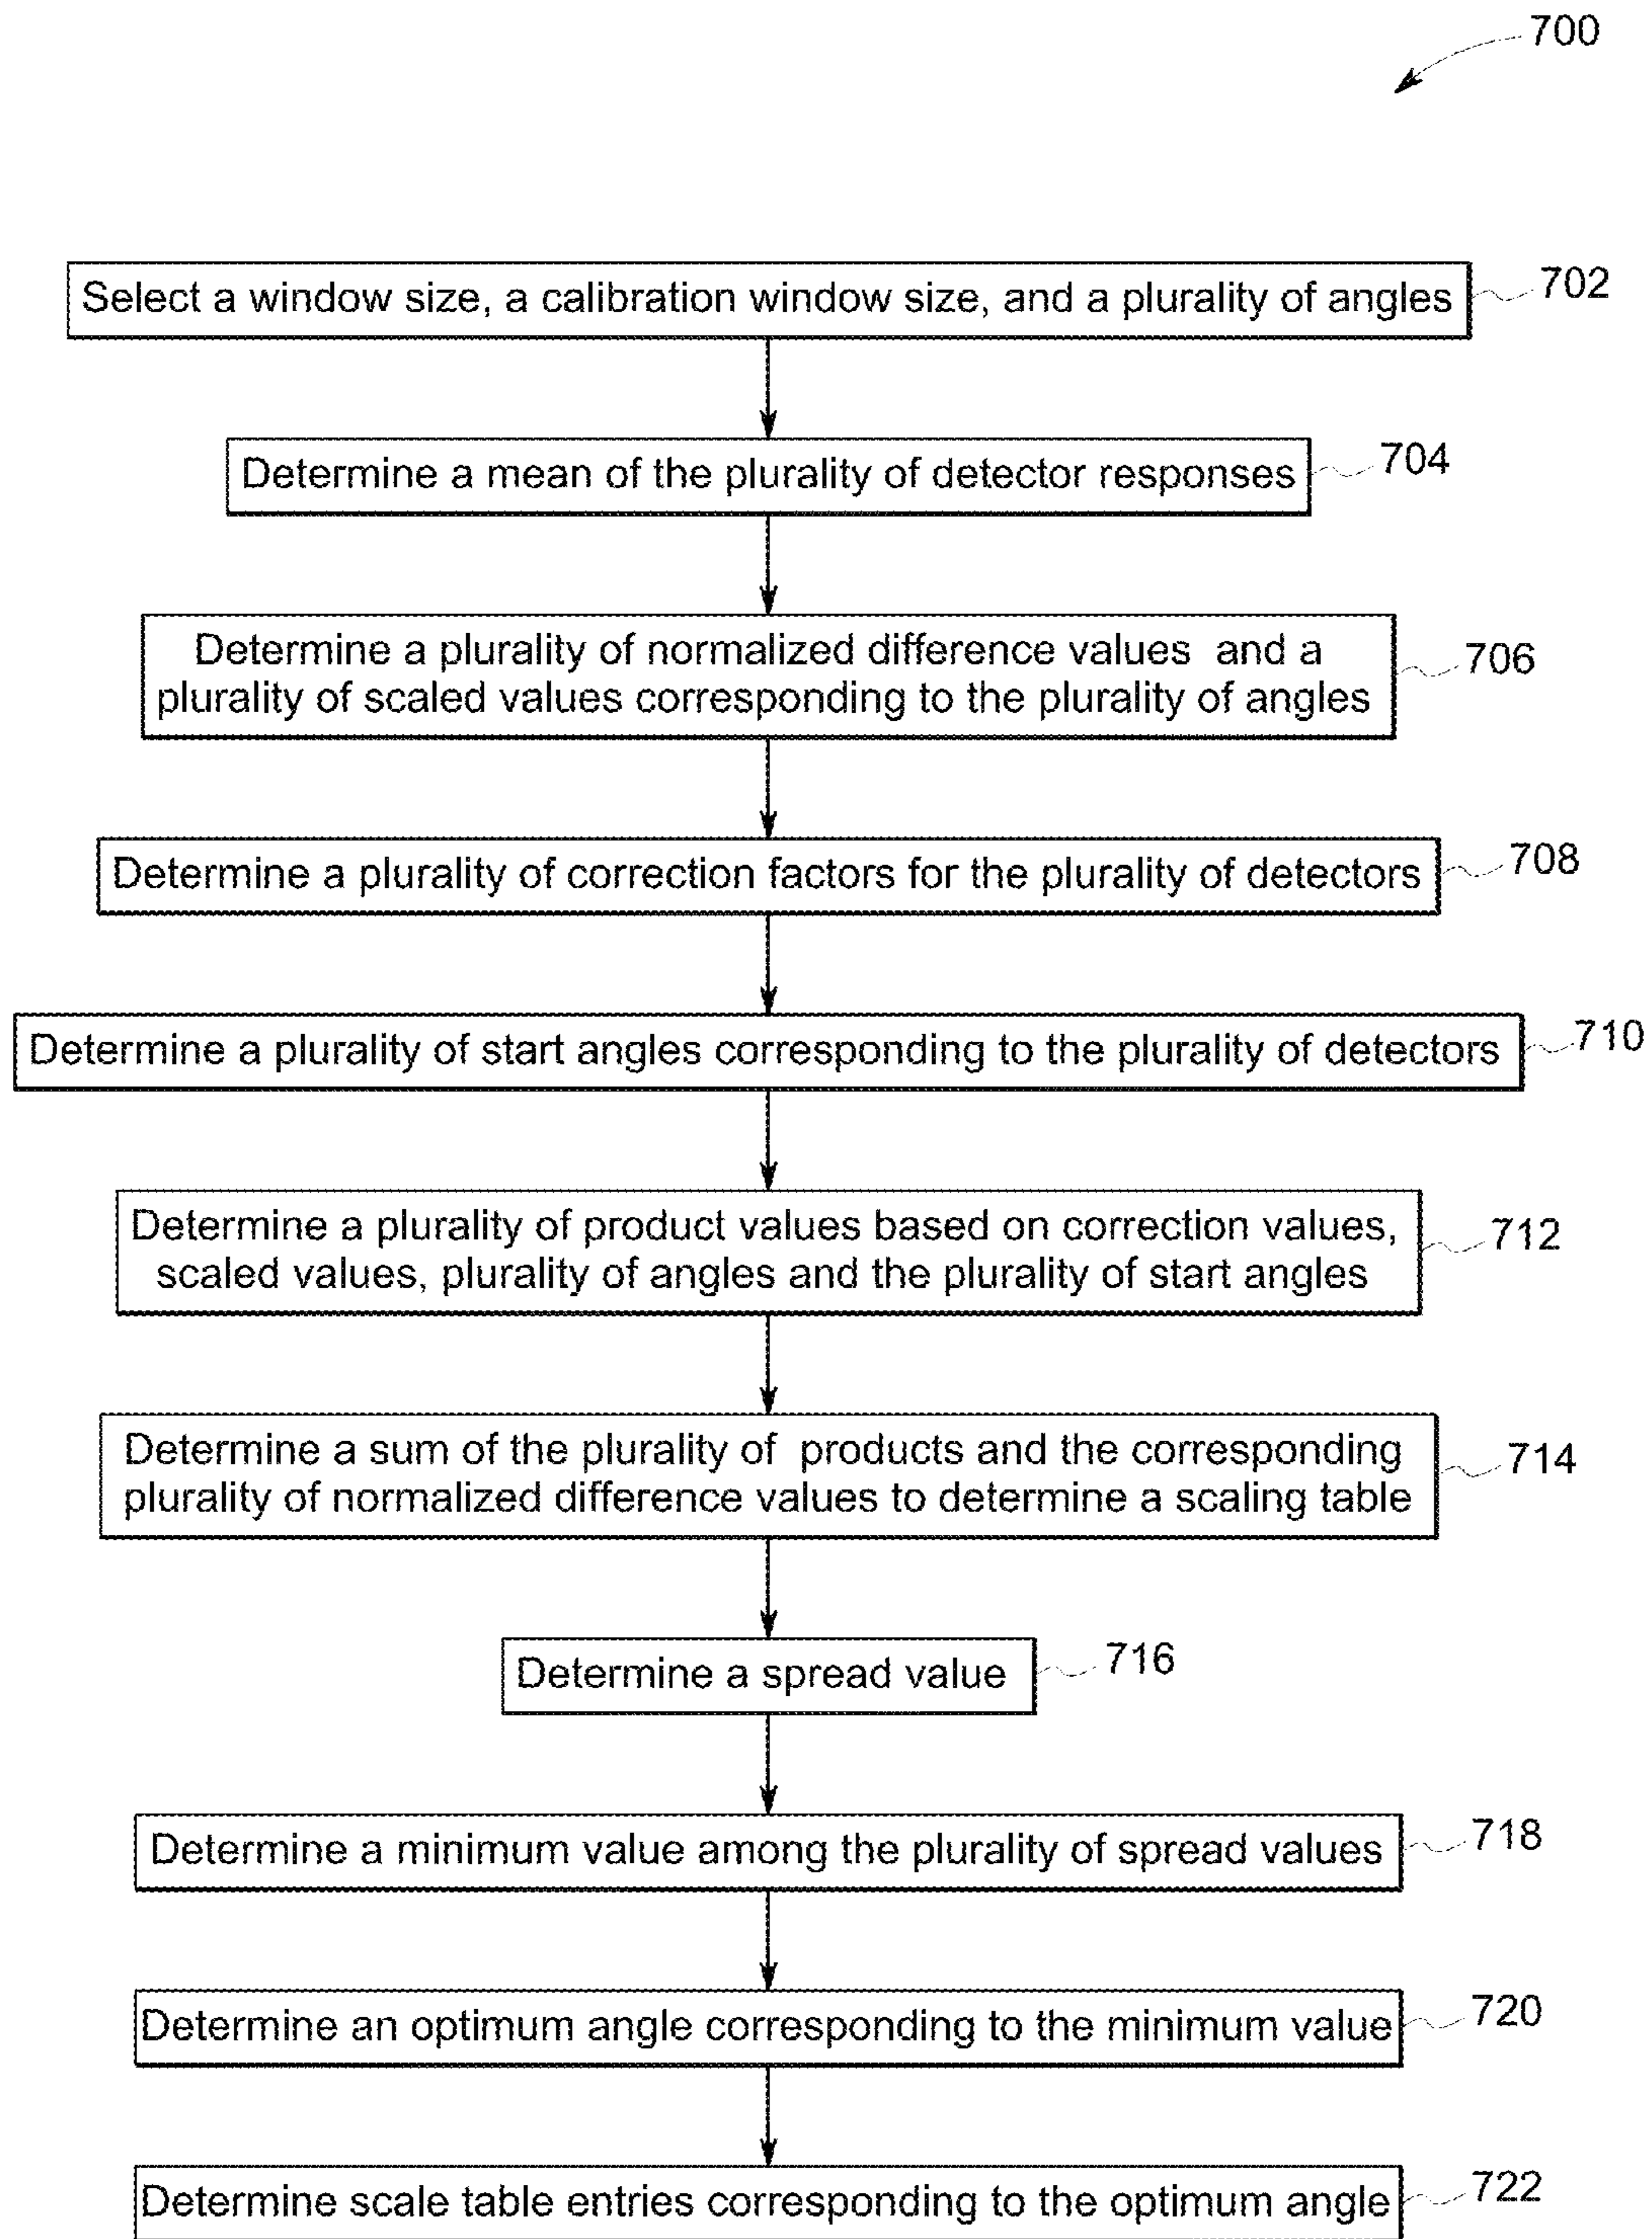 700
Select a window size, a calibration window size, and a plurality of angles
702
Determine a mean of the plurality of detector responses
704
Determine a plurality of normalized difference values and a
plurality of scaled values corresponding to the plurality of angles
706
Determine a plurality of correction factors for the plurality of detectors
708
Determine a plurality of start angles corresponding to the plurality of detectors
710
Determine a plurality of product values based on correction values,
scaled values, plurality of angles and the plurality of start angles
712
Determine a sum of the plurality of products and the corresponding
plurality of normalized difference values to determine a scaling table
714
Determine a spread value
716
Determine a minimum value among the plurality of spread values
718
Determine an optimum angle corresponding to the minimum value
720
Determine scale table entries corresponding to the optimum angle
722